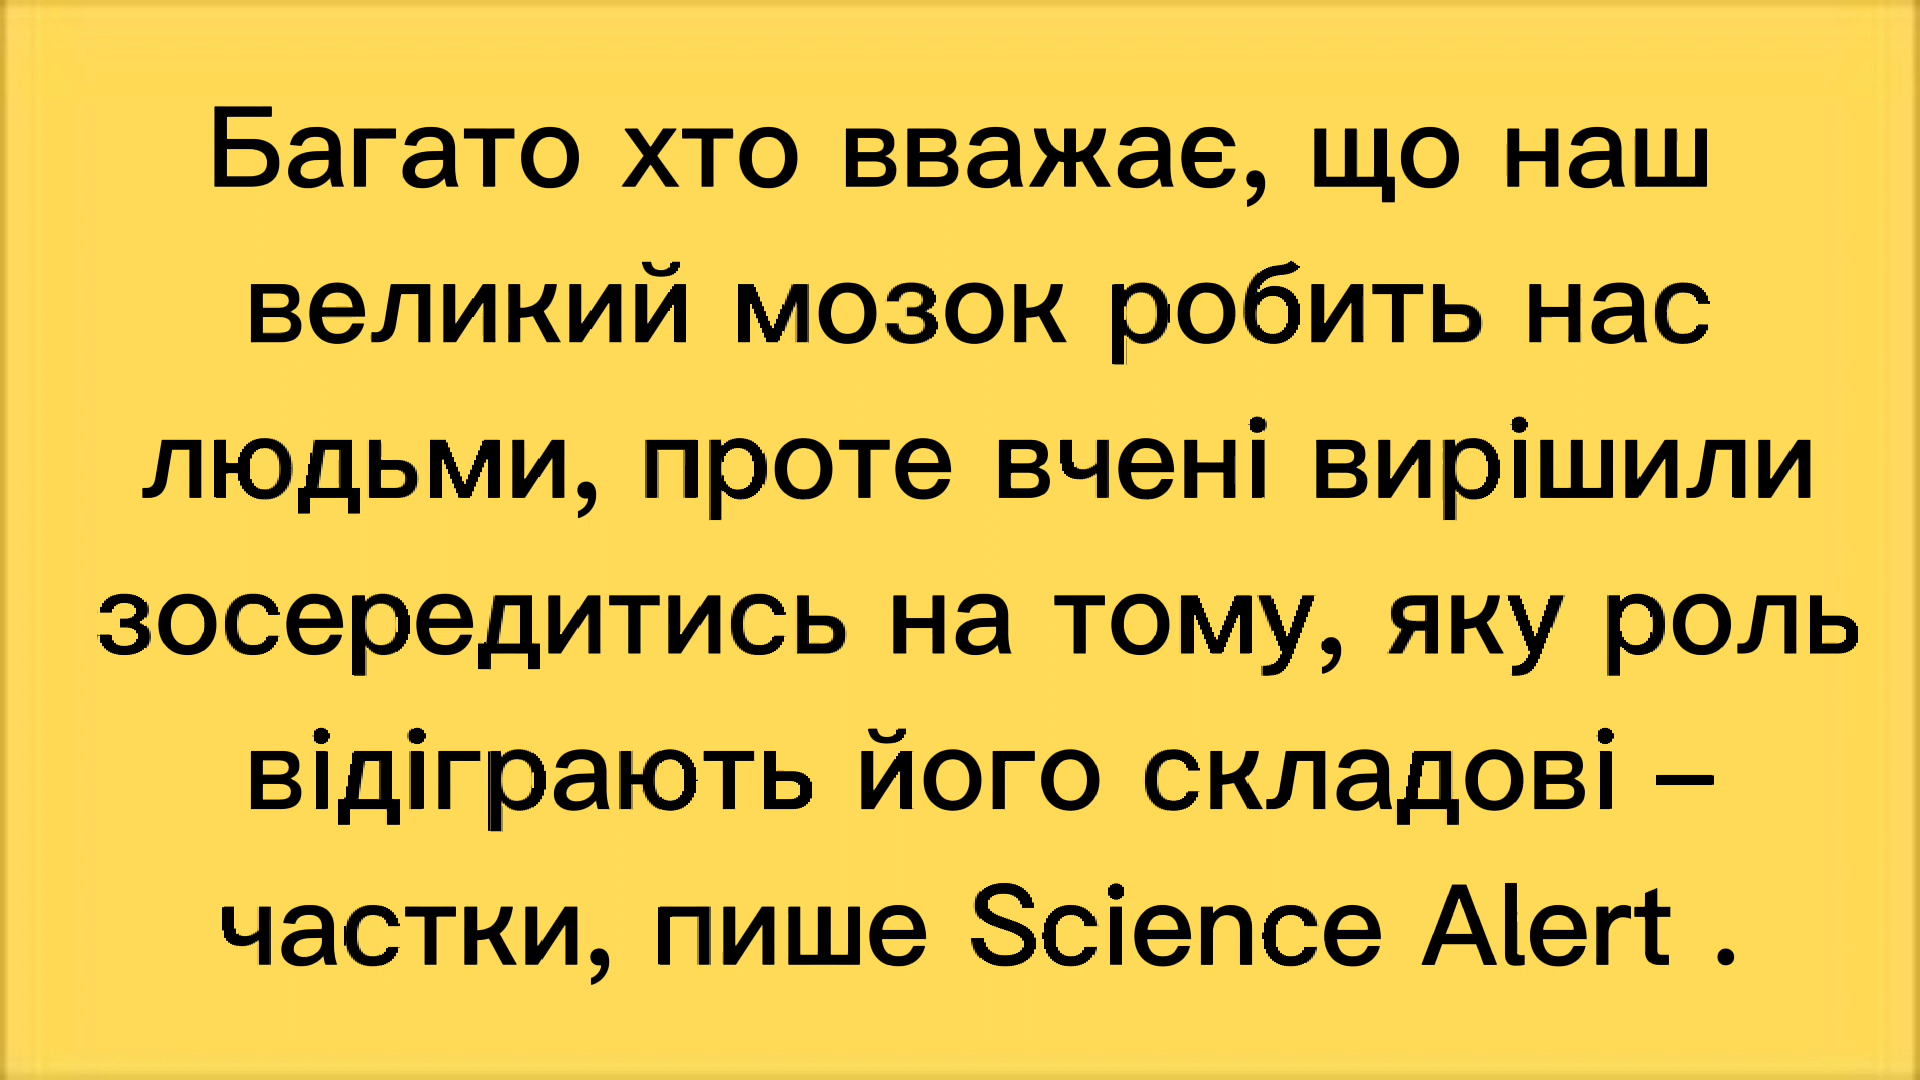 Багато хто вважає, що наш
великий мозок робить нас
людьми, проте вчені вирішили
зосередитись на тому, яку роль
відіграють його складові –
частки, пише Science Alert .